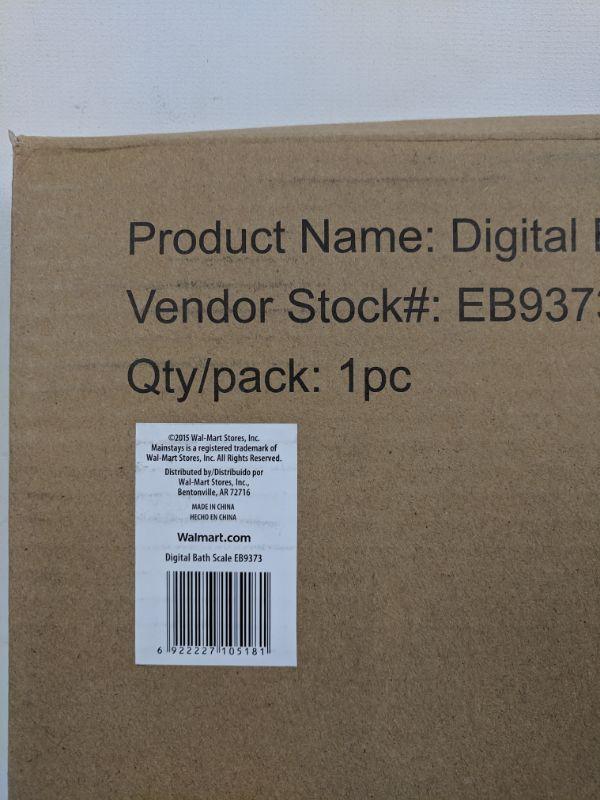 Product Name: Digital
Vendor Stock#: EB9373
Qty/pack: 1pc
©2015 Wal-Mart Stores, Inc.
Mainstays is a registered trademark of
Wal-Mart Stores, Inc. All Rights Reserved.
Distributed by/Distribuido por
Wal-Mart Stores, Inc.,
Bentonville, AR 72716
MADE IN CHINA
HECHO EN CHINA
Walmart.com
Digital Bath Scale EB9373
6 922227 105181